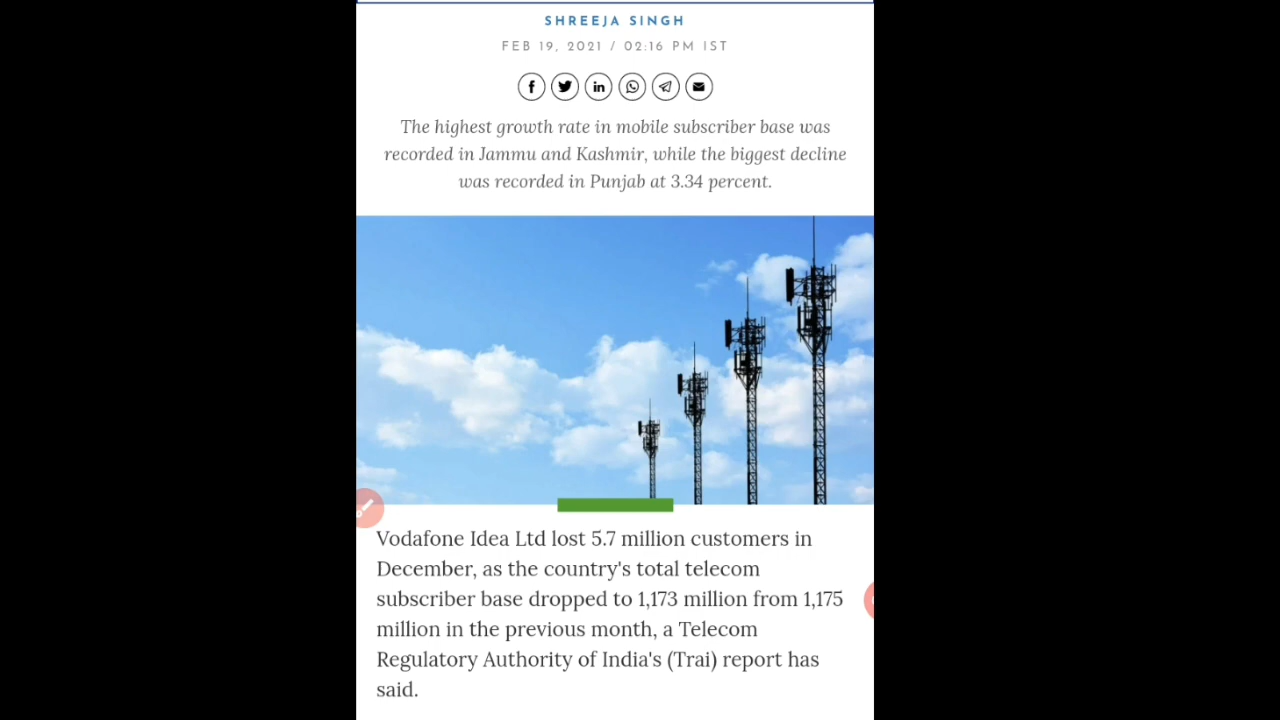 SHREEJA SINGH
FEB 19, 2021 / 02:16 PM IST
The highest growth rate in mobile subscriber base was
recorded in Jammu and Kashmir, while the biggest decline
was recorded in Punjab at 3.34 percent.
Vodafone Idea Ltd lost 5.7 million customers in
December, as the country's total telecom
subscriber base dropped to 1,173 million from 1,175
million in the previous month, a Telecom
Regulatory Authority of India's (Trai) report has
said.